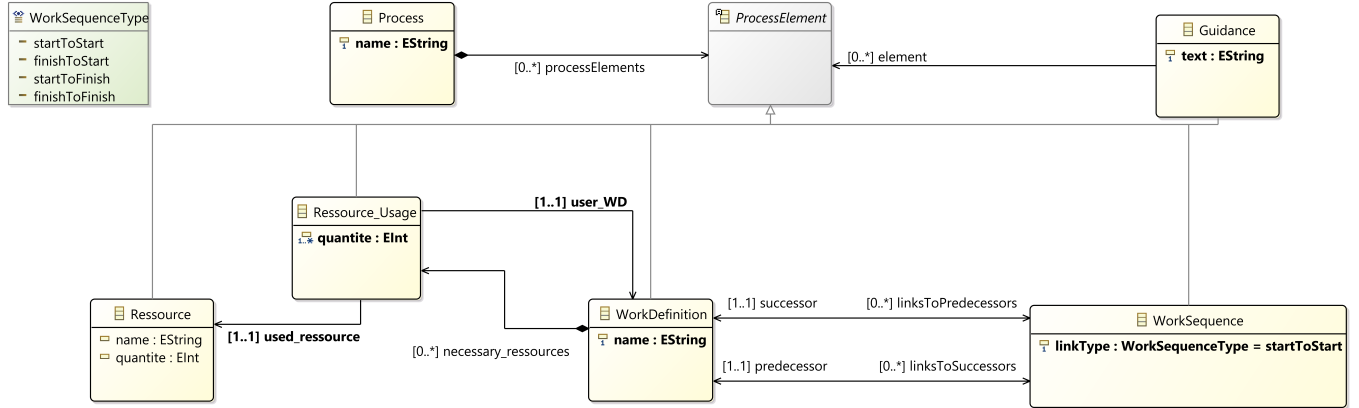 WorkSequenceType
startToStart
finishToStart
startToFinish
finishToFinish
Process
name : EString
[0..*] processElements
ProcessElement
[0..*] element
Guidance
text : EString
Ressource_Usage
1..*
quantite : EInt
[1..1] user_WD
Ressource
name : EString
quantite : EInt
[1..1] used_ressource
[0..*] necessary_ressources
WorkDefinition
name : EString
[1..1] successor
[0..*] linksToPredecessors
[1..1] predecessor
[0..*] linksToSuccessors
WorkSequence
linkType : WorkSequenceType = startToStart